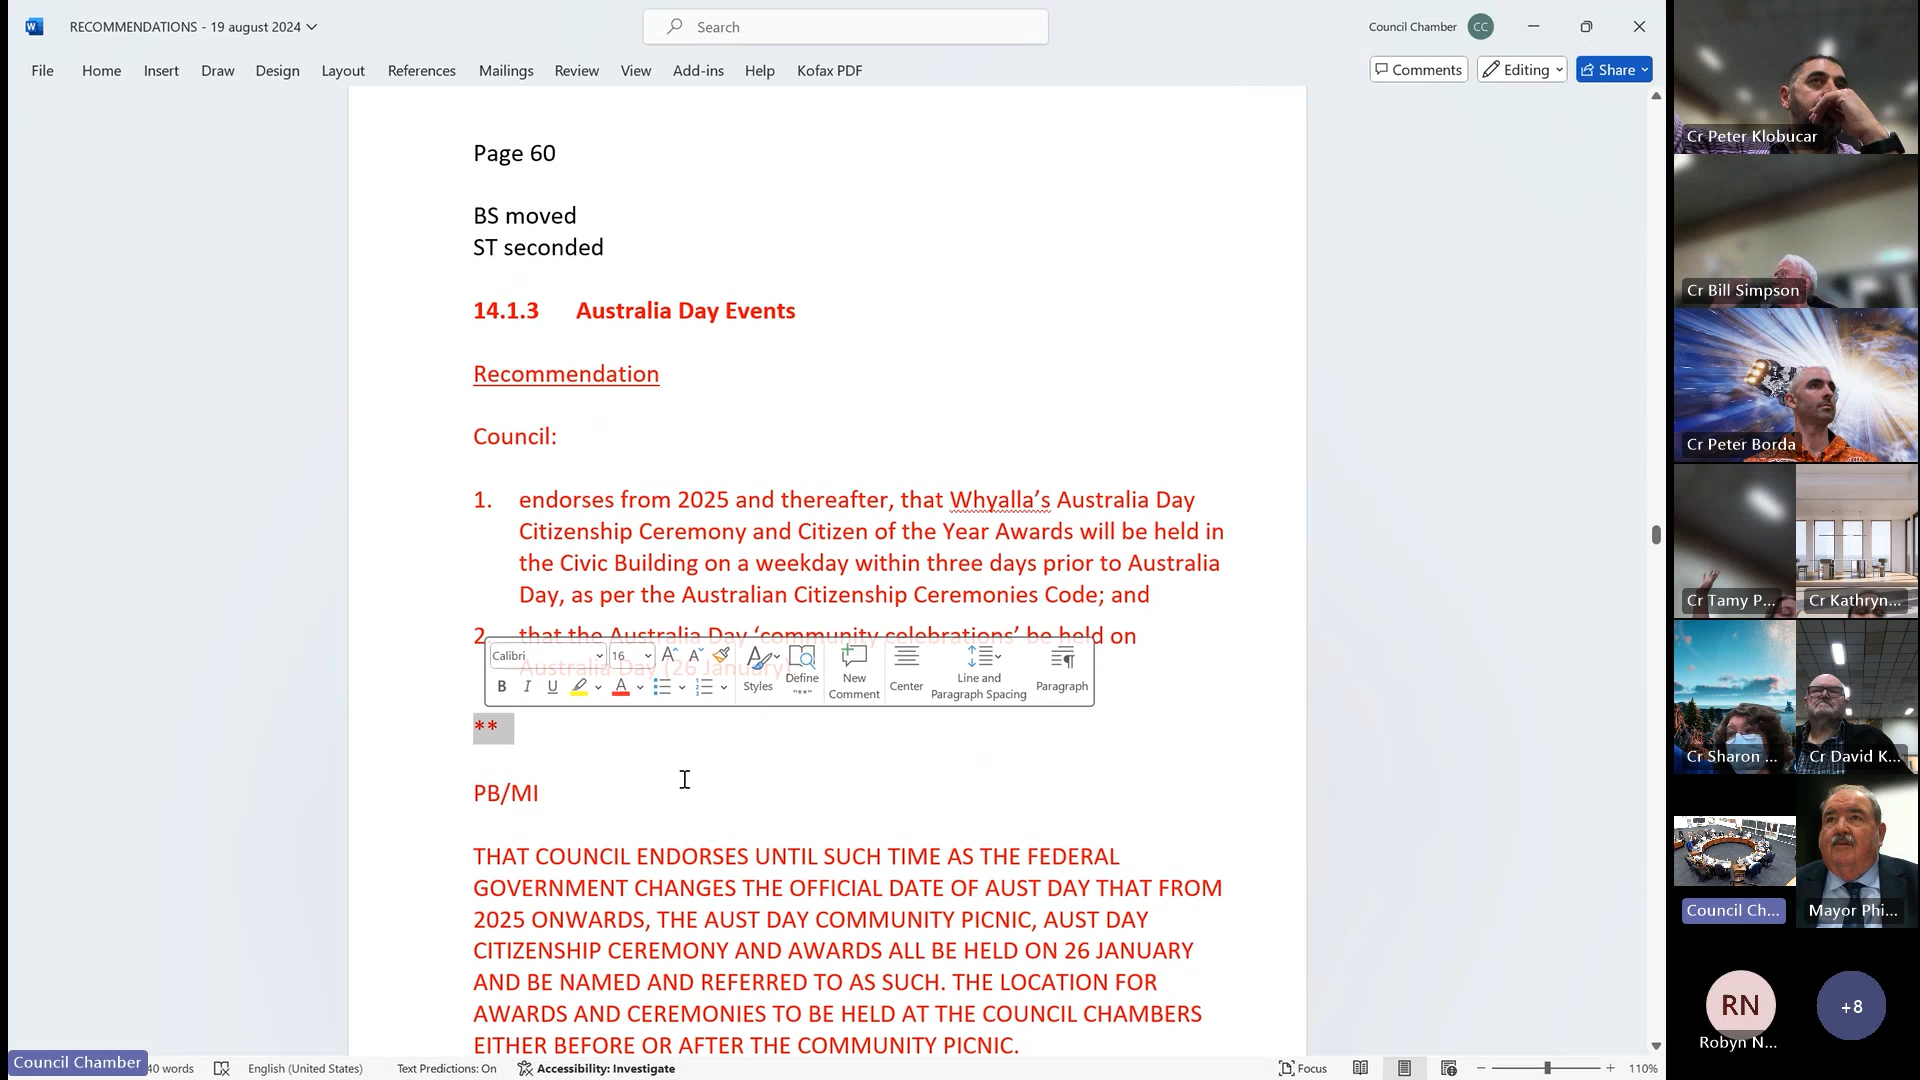 RECOMMENDATIONS - 19 august 2024
Search
Council Chamber CC
File Home Insert Draw Design Layout References Mailings Review View Add-ins Help Kofax PDF
Comments Editing Share
Page 60
BS moved
ST seconded
14.1.3 Australia Day Events
Recommendation
Council:
1. endorses from 2025 and thereafter, that Whyalla’s Australia Day
Citizenship Ceremony and Citizen of the Year Awards will be held in
the Civic Building on a weekday within three days prior to Australia
Day, as per the Australian Citizenship Ceremonies Code; and
2. that the Australia Day ‘community celebrations’ be held on
Australia Day (26 January)
Calibri 16
Styles
Define
"**"
New
Comment
Center
Line and
Paragraph Spacing
Paragraph
B I U A
**
PB/MI
THAT COUNCIL ENDORSES UNTIL SUCH TIME AS THE FEDERAL
GOVERNMENT CHANGES THE OFFICIAL DATE OF AUST DAY THAT FROM
2025 ONWARDS, THE AUST DAY COMMUNITY PICNIC, AUST DAY
CITIZENSHIP CEREMONY AND AWARDS ALL BE HELD ON 26 JANUARY
AND BE NAMED AND REFERRED TO AS SUCH. THE LOCATION FOR
AWARDS AND CEREMONIES TO BE HELD AT THE COUNCIL CHAMBERS
EITHER BEFORE OR AFTER THE COMMUNITY PICNIC.
Council Chamber
40 words English (United States) Text Predictions: On Accessibility: Investigate Focus 110%
Cr Peter Klobucar
Cr Bill Simpson
Cr Peter Borda
Cr Tamy P... Cr Kathryn...
Cr Sharon ... Cr David K...
Council Ch... Mayor Phi...
RN +8
Robyn N...